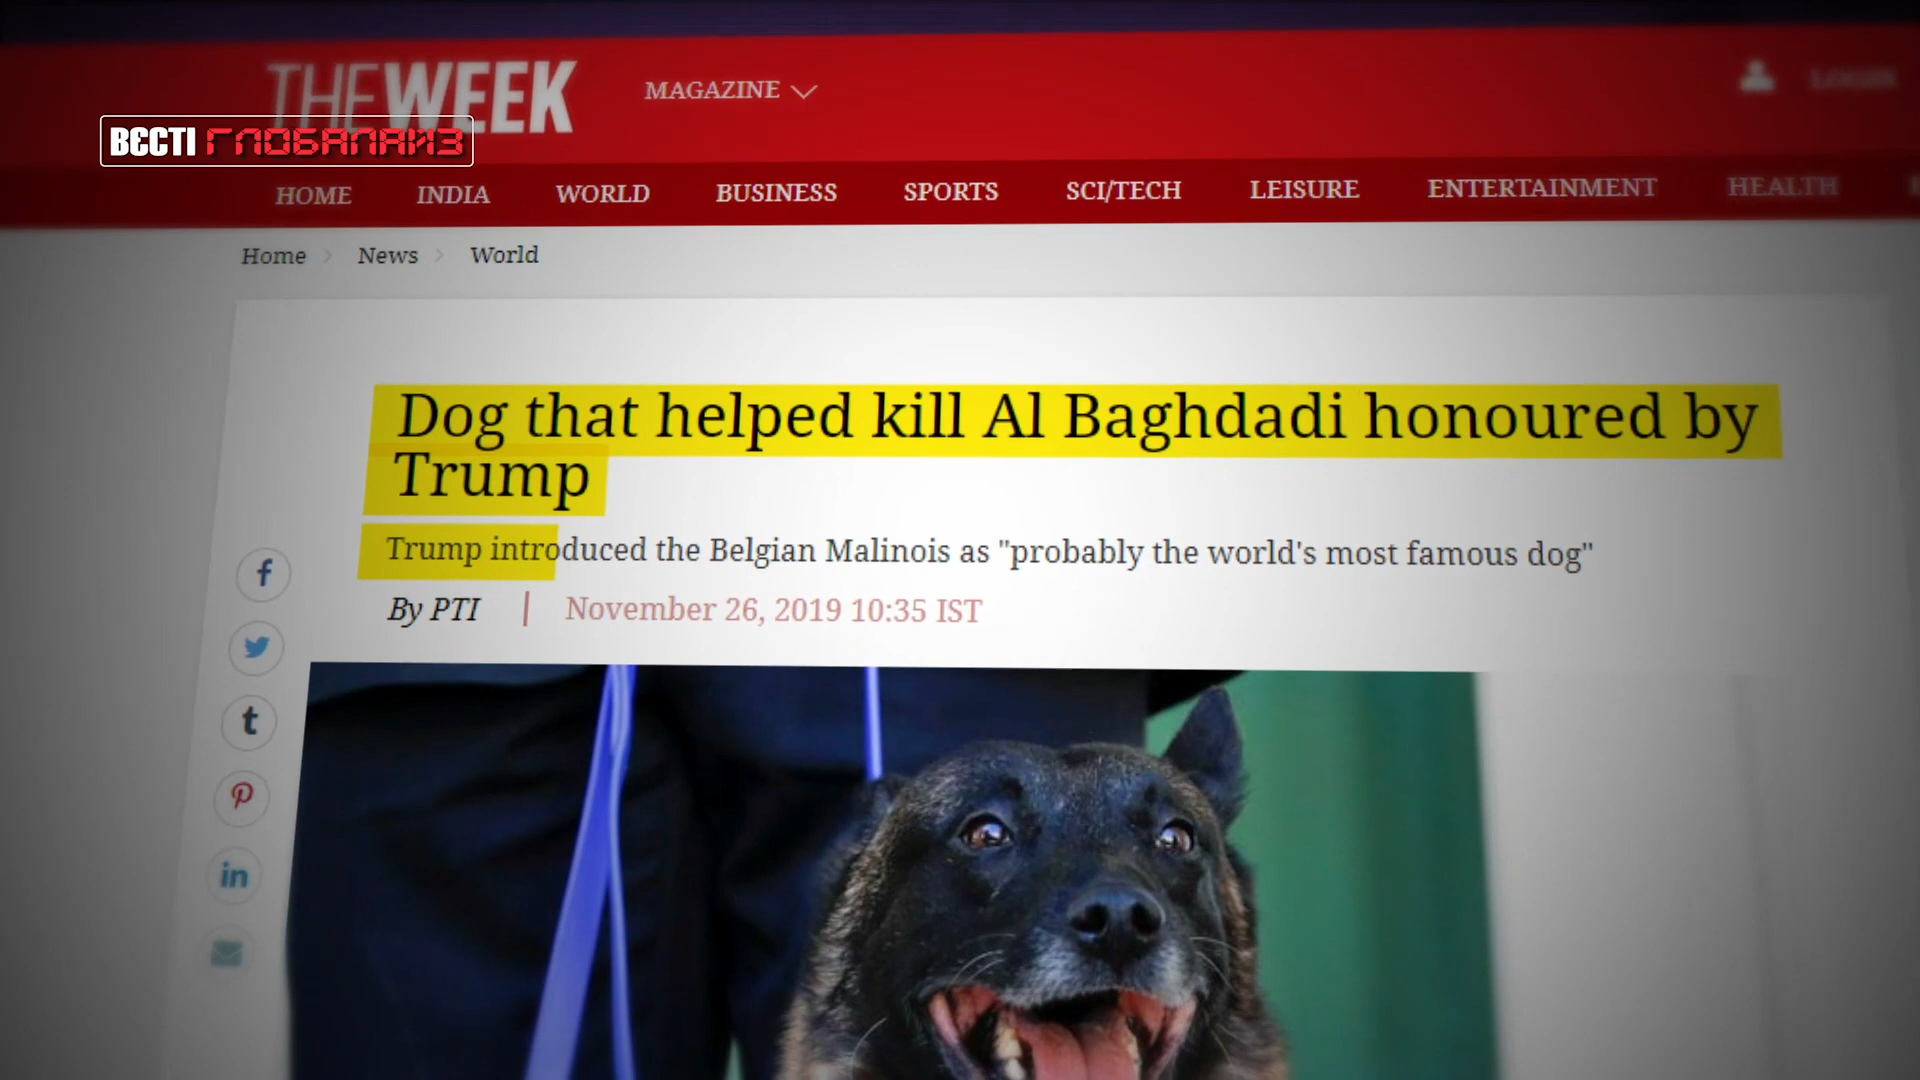 THE WEEK
MAGAZINE
ВЕСТІ ГЛОБАЛАЙЗ
HOME INDIA WORLD BUSINESS SPORTS SCI/TECH LEISURE ENTERTAINMENT HEALTH
Home > News > World
Dog that helped kill Al Baghdadi honoured by
Trump
Trump introduced the Belgian Malinois as "probably the world's most famous dog"
By PTI | November 26, 2019 10:35 IST